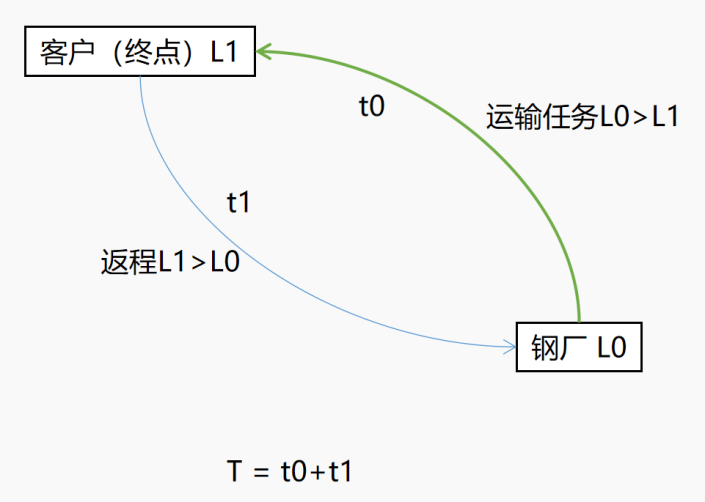 客户（终点）L1
t0
运输任务L0>L1
t1
返程L1>L0
钢厂 L0
T = t0+t1